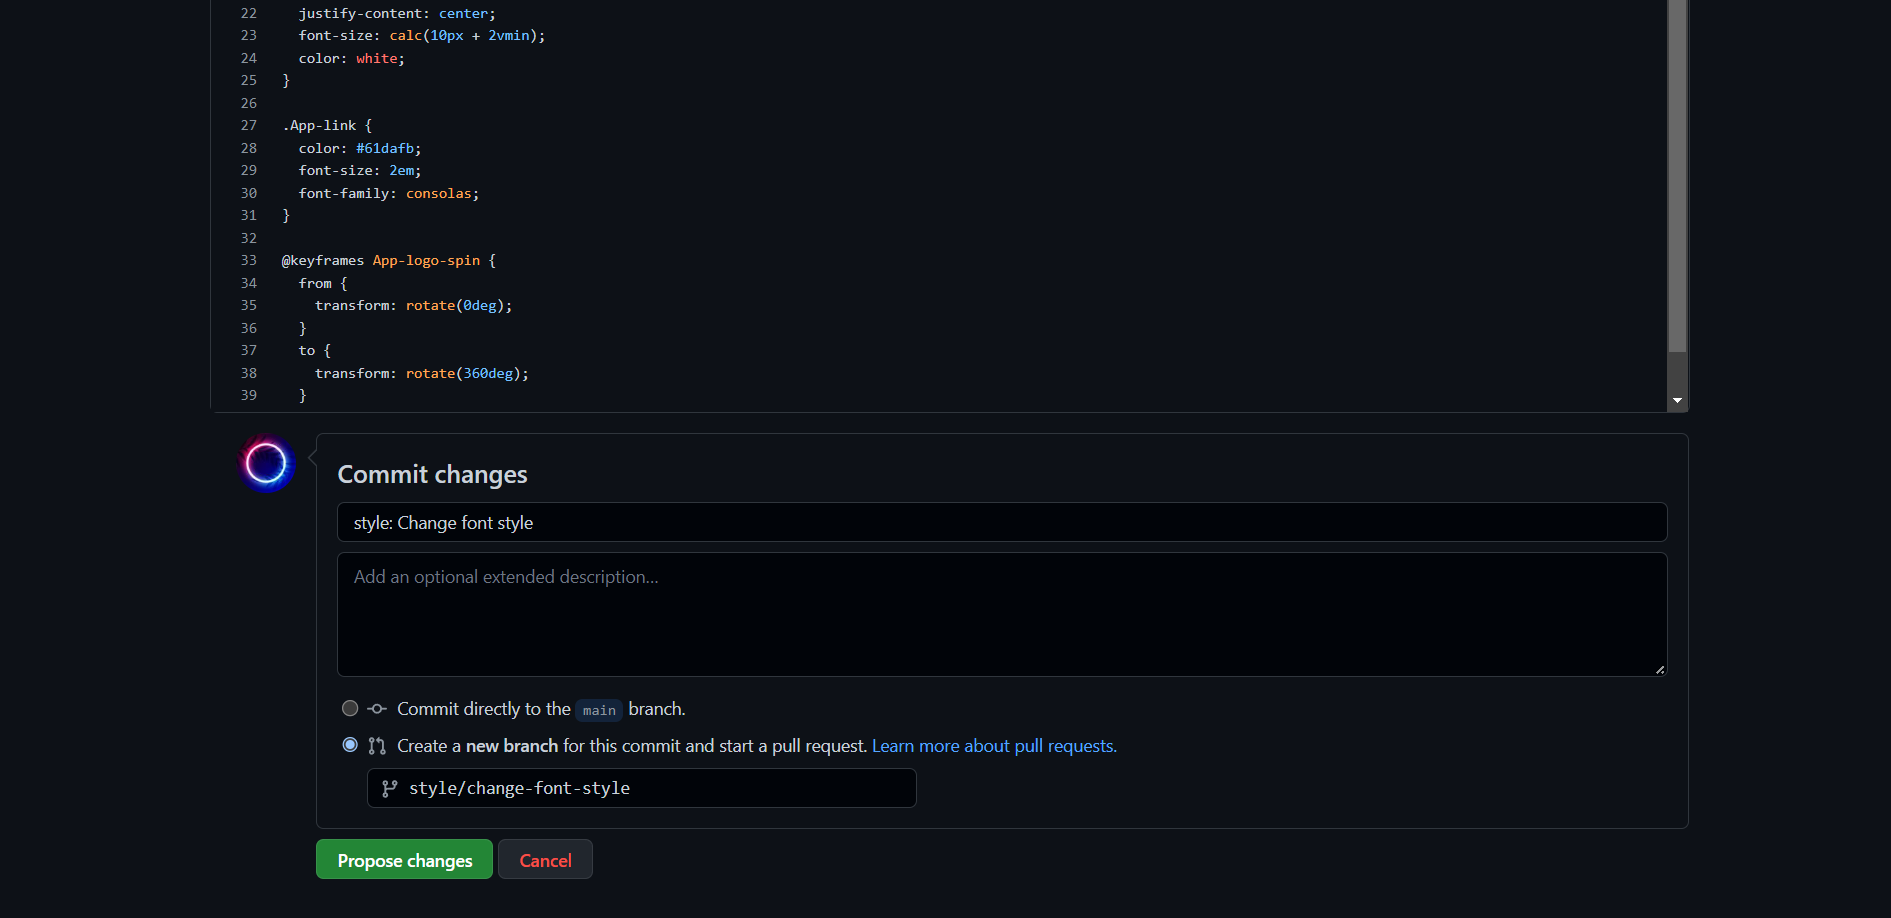 22 justify-content: center;
23 font-size: calc(10px + 2vmin);
24 color: white;
25 }
26
27 .App-link {
28 color: #61dafb;
29 font-size: 2em;
30 font-family: consolas;
31 }
32
33 @keyframes App-logo-spin {
34 from {
35 transform: rotate(0deg);
36 }
37 to {
38 transform: rotate(360deg);
39 }
Commit changes
style: Change font style
Add an optional extended description...
Commit directly to the main branch.
Create a new branch for this commit and start a pull request. Learn more about pull requests.
style/change-font-style
Propose changes Cancel